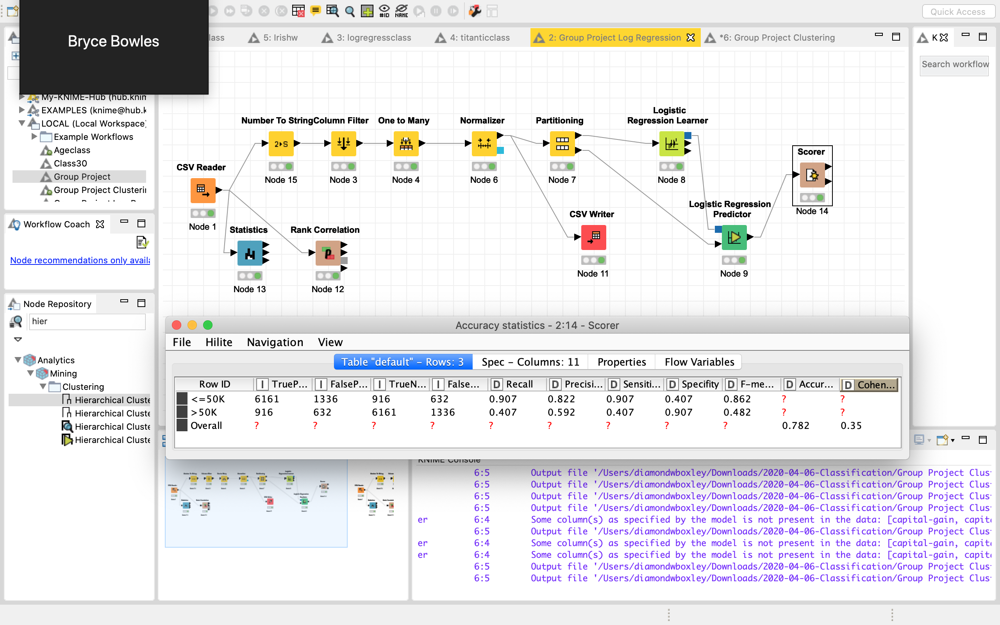 Bryce Bowles
#ID
NAME
Quick Access
lass
5: Irishw
3: logregressclass
4: titanticclass
2: Group Project Log Regression
*6: Group Project Clustering
K
Search workflow
My-KNIME-Hub (hub.knim
EXAMPLES (knime@hub.k
LOCAL (Local Workspace)
Example Workflows
Ageclass
Class30
Group Project
Group Project Clusterin
Workflow Coach
Node recommendations only availa
Node Repository
hier
Analytics
Mining
Clustering
Hierarchical Cluste
Hierarchical Cluste
Hierarchical Cluste
Hierarchical Cluste
CSV Reader
Node 1
Number To String
Node 15
Column Filter
Node 3
One to Many
Node 4
Normalizer
Node 6
Partitioning
Node 7
Logistic
Regression Learner
Node 8
Scorer
Node 14
Logistic Regression
Predictor
Node 9
CSV Writer
Node 11
Statistics
Node 13
Rank Correlation
Node 12
Accuracy statistics - 2:14 - Scorer
File Hilite Navigation View
Table "default" – Rows: 3 Spec – Columns: 11 Properties Flow Variables
Row ID I TrueP... I FalseP... I TrueN... I False... D Recall D Precisi... D Sensiti... D Specifity D F-me... D Accur... D Cohen...
<=50K 6161 1336 916 632 0.907 0.822 0.907 0.407 0.862 ? ?
>50K 916 632 6161 1336 0.407 0.592 0.407 0.907 0.482 ? ?
Overall ? ? ? ? ? ? ? ? ? 0.782 0.35
KNIME Console
6:5 Output file '/Users/diamondwboxley/Downloads/2020-04-06-Classification/Group Project Clus
6:5 Output file '/Users/diamondwboxley/Downloads/2020-04-06-Classification/Group Project Clus
6:5 Output file '/Users/diamondwboxley/Downloads/2020-04-06-Classification/Group Project Clus
6:5 Output file '/Users/diamondwboxley/Downloads/2020-04-06-Classification/Group Project Clus
er 6:4 Some column(s) as specified by the model is not present in the data: [capital-gain, capit
6:5 Output file '/Users/diamondwboxley/Downloads/2020-04-06-Classification/Group Project Clus
er 6:4 Some column(s) as specified by the model is not present in the data: [capital-gain, capit
er 6:4 Some column(s) as specified by the model is not present in the data: [capital-gain, capit
6:5 Output file '/Users/diamondwboxley/Downloads/2020-04-06-Classification/Group Project Clus
6:5 Output file '/Users/diamondwboxley/Downloads/2020-04-06-Classification/Group Project Clus